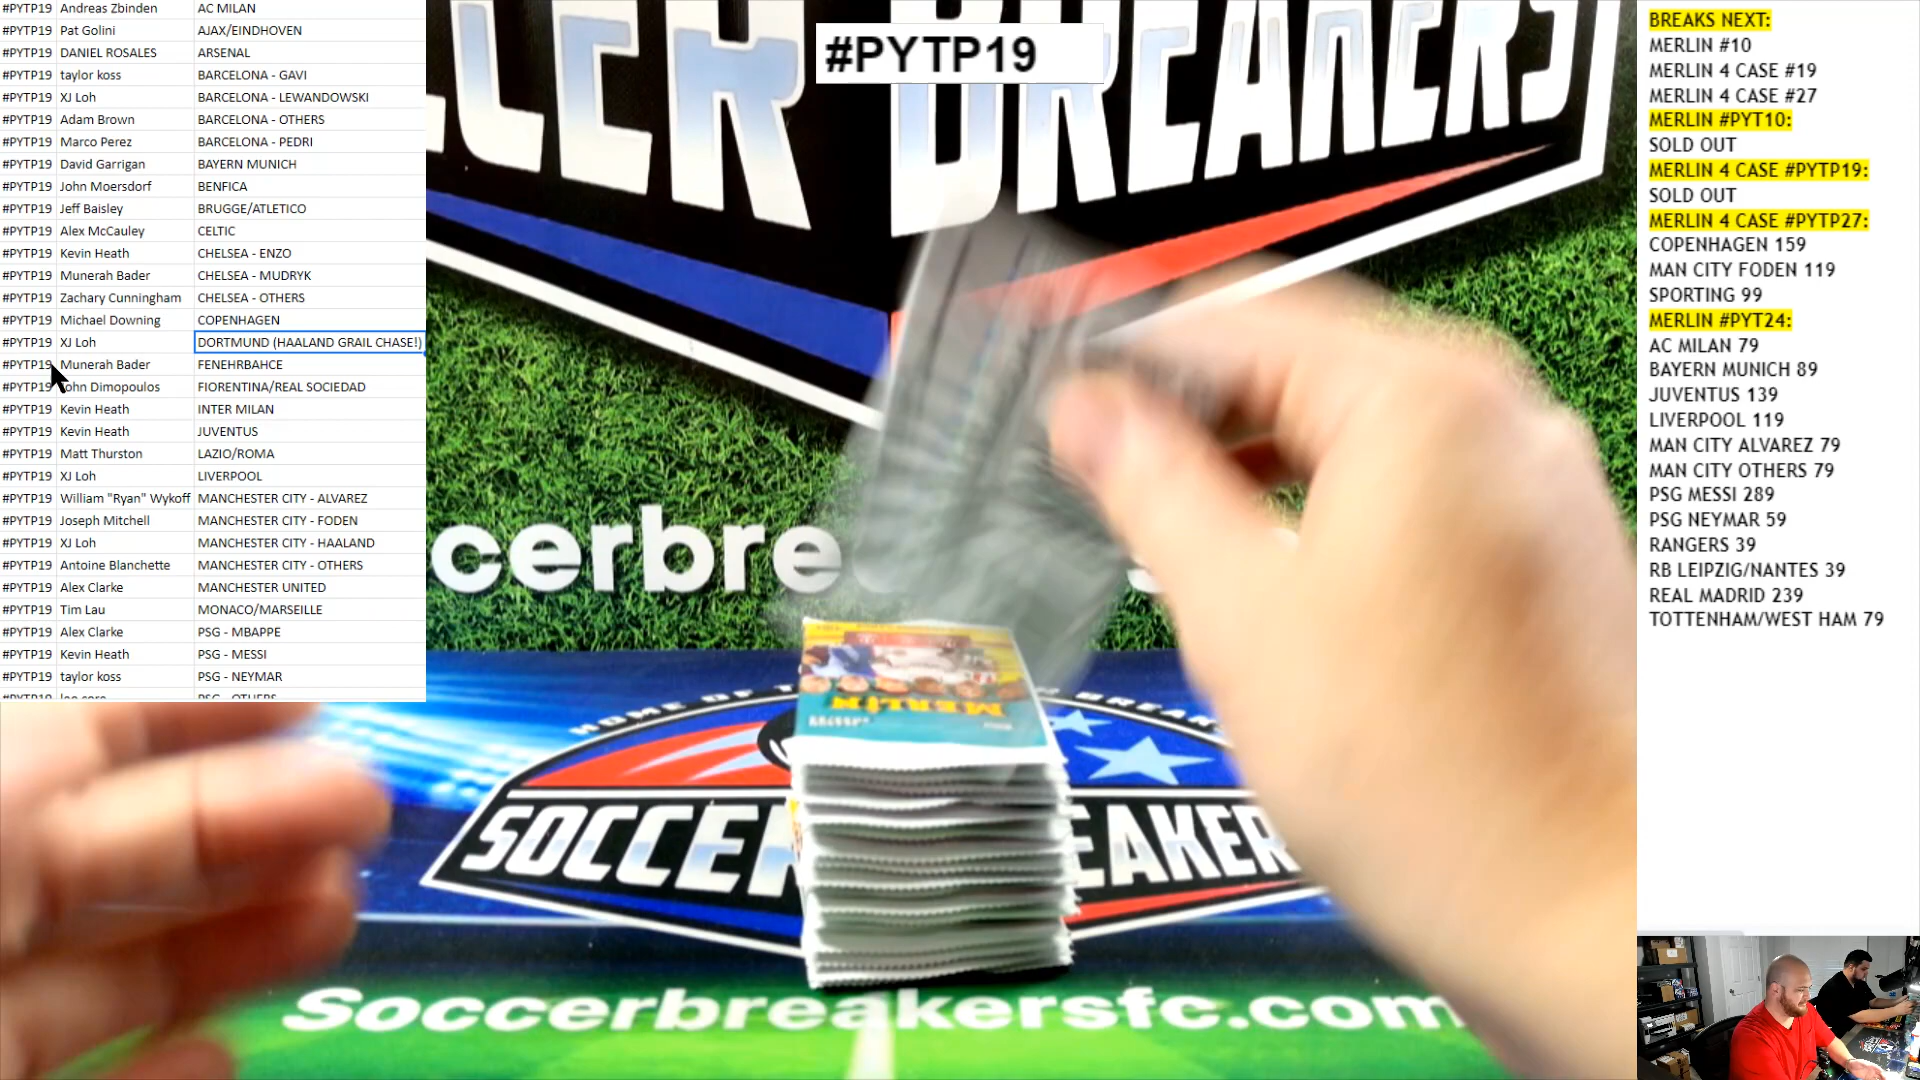 #PYTP19 Andreas Zbinden AC MILAN
#PYTP19 Pat Golini AJAX/EINDHOVEN
#PYTP19 DANIEL ROSALES ARSENAL
#PYTP19 taylor koss BARCELONA - GAVI
#PYTP19 XJ Loh BARCELONA - LEWANDOWSKI
#PYTP19 Adam Brown BARCELONA - OTHERS
#PYTP19 Marco Perez BARCELONA - PEDRI
#PYTP19 David Garrigan BAYERN MUNICH
#PYTP19 John Moersdorf BENFICA
#PYTP19 Jeff Baisley BRUGGE/ATLETICO
#PYTP19 Alex McCauley CELTIC
#PYTP19 Kevin Heath CHELSEA - ENZO
#PYTP19 Munerah Bader CHELSEA - MUDRYK
#PYTP19 Zachary Cunningham CHELSEA - OTHERS
#PYTP19 Michael Downing COPENHAGEN
#PYTP19 XJ Loh DORTMUND (HAALAND GRAIL CHASE!)
#PYTP19 Munerah Bader FENEHRBAHCE
#PYTP19 John Dimopoulos FIORENTINA/REAL SOCIEDAD
#PYTP19 Kevin Heath INTER MILAN
#PYTP19 Kevin Heath JUVENTUS
#PYTP19 Matt Thurston LAZIO/ROMA
#PYTP19 XJ Loh LIVERPOOL
#PYTP19 William "Ryan" Wykoff MANCHESTER CITY - ALVAREZ
#PYTP19 Joseph Mitchell MANCHESTER CITY - FODEN
#PYTP19 XJ Loh MANCHESTER CITY - HAALAND
#PYTP19 Antoine Blanchette MANCHESTER CITY - OTHERS
#PYTP19 Alex Clarke MANCHESTER UNITED
#PYTP19 Tim Lau MONACO/MARSEILLE
#PYTP19 Alex Clarke PSG - MBAPPE
#PYTP19 Kevin Heath PSG - MESSI
#PYTP19 taylor koss PSG - NEYMAR
#PYTP19
CCER BREAKERS
#PYTP19
cerbre
MERLIN
HOME OF T
BREAK
SOCCE EAKER
Soccerbreakersfc.com
BREAKS NEXT:
MERLIN #10
MERLIN 4 CASE #19
MERLIN 4 CASE #27
MERLIN #PYT10:
SOLD OUT
MERLIN 4 CASE #PYTP19:
SOLD OUT
MERLIN 4 CASE #PYTP27:
COPENHAGEN 159
MAN CITY FODEN 119
SPORTING 99
MERLIN #PYT24:
AC MILAN 79
BAYERN MUNICH 89
JUVENTUS 139
LIVERPOOL 119
MAN CITY ALVAREZ 79
MAN CITY OTHERS 79
PSG MESSI 289
PSG NEYMAR 59
RANGERS 39
RB LEIPZIG/NANTES 39
REAL MADRID 239
TOTTENHAM/WEST HAM 79